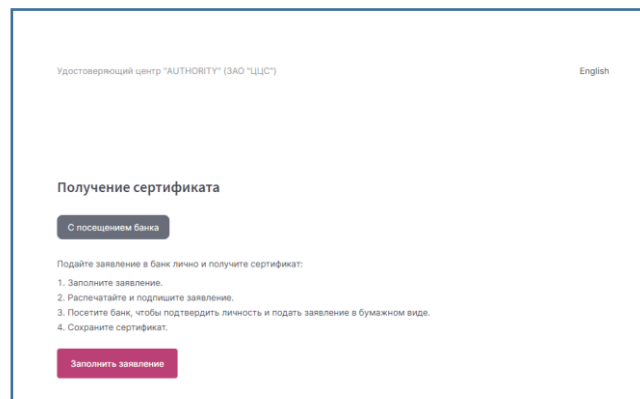 Удостоверяющий центр "AUTHORITY" (ЗАО "ЦЦС")
English
Получение сертификата
С посещением банка
Подайте заявление в банк лично и получите сертификат:
1. Заполните заявление.
2. Распечатайте и подпишите заявление.
3. Посетите банк, чтобы подтвердить личность и подать заявление в бумажном виде.
4. Сохраните сертификат.
Заполнить заявление